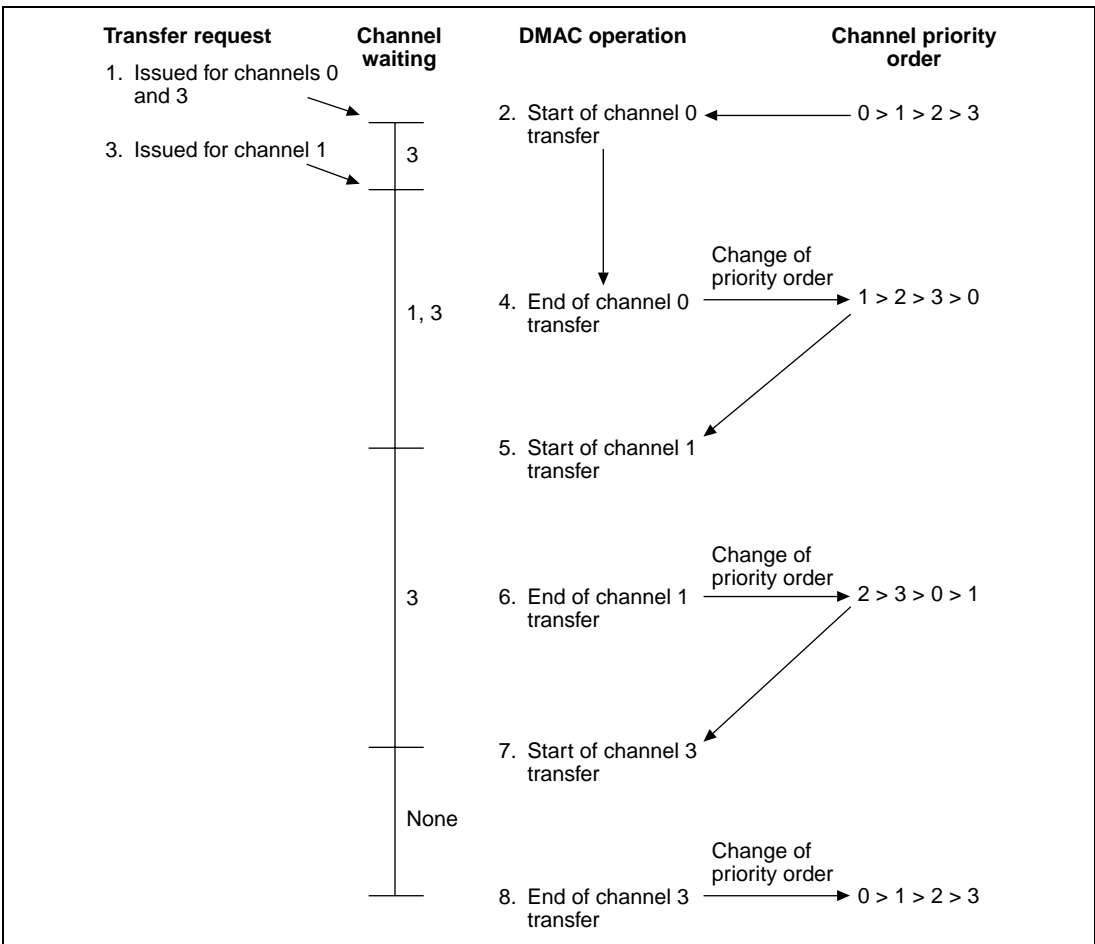 Transfer request
Channel
waiting
DMAC operation
Channel priority
order
1. Issued for channels 0
and 3
2. Start of channel 0
transfer
0 > 1 > 2 > 3
3. Issued for channel 1
3
Change of
priority order
1, 3
4. End of channel 0
transfer
1 > 2 > 3 > 0
5. Start of channel 1
transfer
Change of
priority order
3
6. End of channel 1
transfer
2 > 3 > 0 > 1
7. Start of channel 3
transfer
None
Change of
priority order
8. End of channel 3
transfer
0 > 1 > 2 > 3